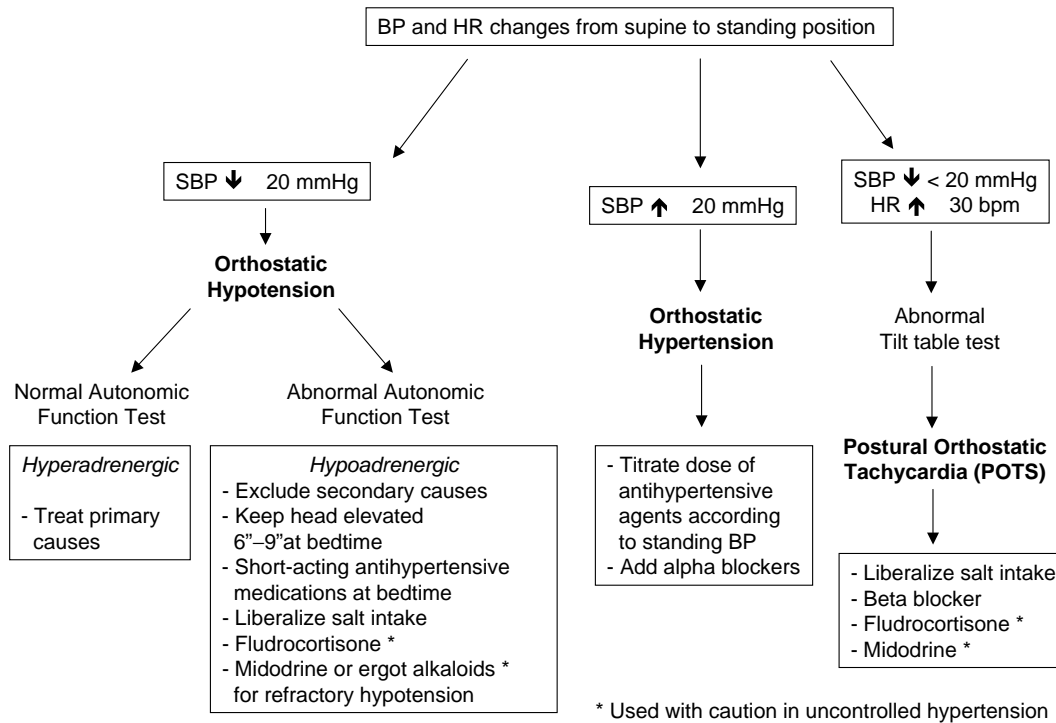 BP and HR changes from supine to standing position
SBP ↓ 20 mmHg
Orthostatic
Hypotension
Normal Autonomic
Function Test
Hyperadrenergic
- Treat primary
causes
Abnormal Autonomic
Function Test
Hypoadrenergic
- Exclude secondary causes
- Keep head elevated
6”–9”at bedtime
- Short-acting antihypertensive
medications at bedtime
- Liberalize salt intake
- Fludrocortisone *
- Midodrine or ergot alkaloids *
for refractory hypotension
SBP ↑ 20 mmHg
Orthostatic
Hypertension
- Titrate dose of
antihypertensive
agents according
to standing BP
- Add alpha blockers
SBP ↓ < 20 mmHg
HR ↑ 30 bpm
Abnormal
Tilt table test
Postural Orthostatic
Tachycardia (POTS)
- Liberalize salt intake
- Beta blocker
- Fludrocortisone *
- Midodrine *
* Used with caution in uncontrolled hypertension